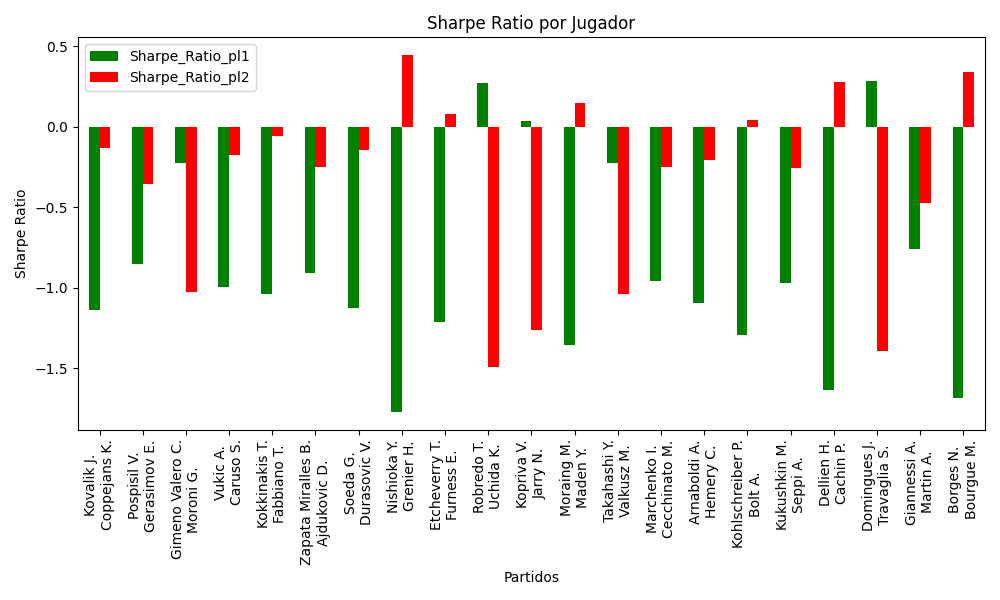 Sharpe Ratio por Jugador
Sharpe_Ratio_pl1
Sharpe_Ratio_pl2
Sharpe Ratio
0.5
0.0
−0.5
−1.0
−1.5
Kovalik J.
Coppejans K.
Pospisil V.
Gerasimov E.
Gimeno Valero C.
Moroni G.
Vukic A.
Caruso S.
Kokkinakis T.
Fabbiano T.
Zapata Miralles B.
Ajdukovic D.
Soeda G.
Durasovic V.
Nishioka Y.
Grenier H.
Etcheverry T.
Furness E.
Robredo T.
Uchida K.
Kopriva V.
Jarry N.
Moraing M.
Maden Y.
Takahashi Y.
Valkusz M.
Marchenko I.
Cecchinato M.
Arnaboldi A.
Hemery C.
Kohlschreiber P.
Bolt A.
Kukushkin M.
Seppi A.
Dellien H.
Cachin P.
Domingues J.
Travaglia S.
Giannessi A.
Martin A.
Borges N.
Bourgue M.
Partidos